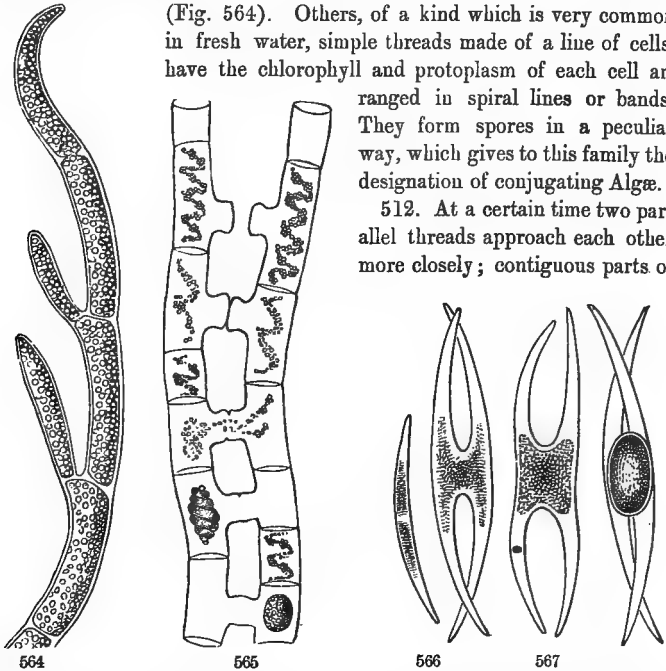 (Fig. 564). Others, of a kind which is very common
in fresh water, simple threads made of a line of cells
have the chlorophyll and protoplasm of each cell ar
ranged in spiral lines or bands
They form spores in a peculia
way, which gives to this family the
designation of conjugating Algæ.
512. At a certain time two par
allel threads approach each othe
more closely; contiguous parts o
564 565 566 567